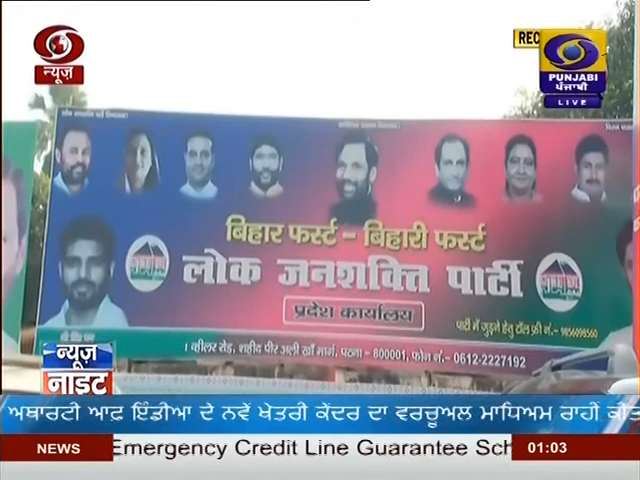 न्यूज़
REC
PUNJABI
ਪੰਜਾਬੀ
LIVE
बिहार फर्स्ट - बिहारी फर्स्ट
लोक जनशक्ति पार्टी
प्रदेश कार्यालय
पार्टी में जुड़ने हेतु टॉल फ्री नं.-
1 व्हीलर रोड, शहीद पीर अली खाँ मार्ग, पटना - 800001, फोन नं.- 0612-2227192
न्यूज़
नाइट
ਅਥਾਰਟੀ ਆਫ਼ ਇੰਡੀਆ ਦੇ ਨਵੇਂ ਖੇਤਰੀ ਕੇਂਦਰ ਦਾ ਵਰਚੂਅਲ ਮਾਧਿਅਮ ਰਾਹੀਂ
NEWS
Emergency Credit Line Guarantee Sch
01:03